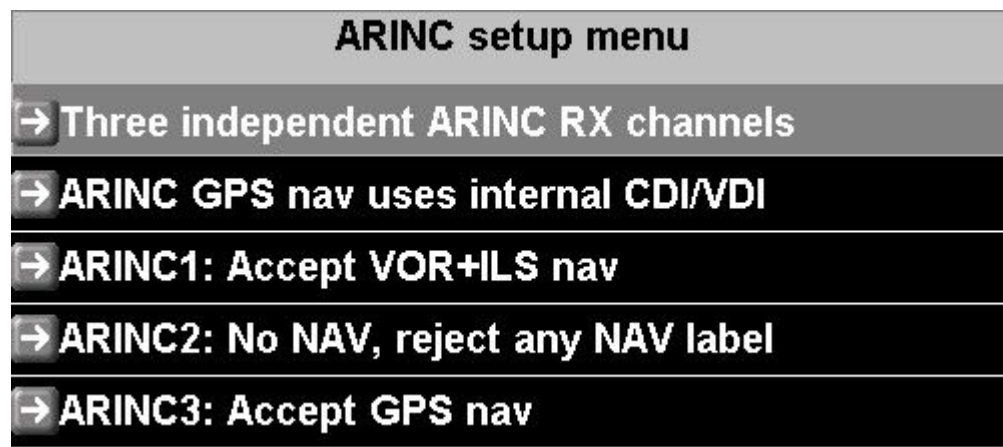 ARINC setup menu
Three independent ARINC RX channels
ARINC GPS nav uses internal CDI/VDI
ARINC1: Accept VOR+ILS nav
ARINC2: No NAV, reject any NAV label
ARINC3: Accept GPS nav